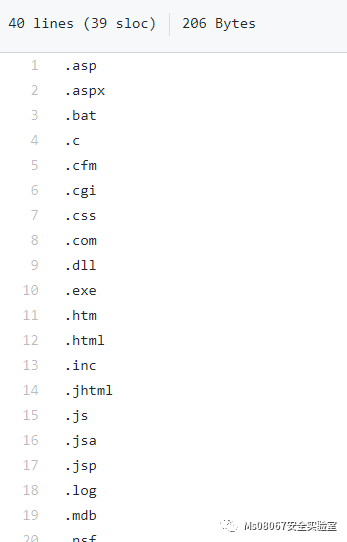 40 lines (39 sloc) 206 Bytes
1 .asp
2 .aspx
3 .bat
4 .c
5 .cfm
6 .cgi
7 .css
8 .com
9 .dll
10 .exe
11 .htm
12 .html
13 .inc
14 .jhtml
15 .js
16 .jsa
17 .jsp
18 .log
19 .mdb
20 .nsf
Ms08067安全实验室